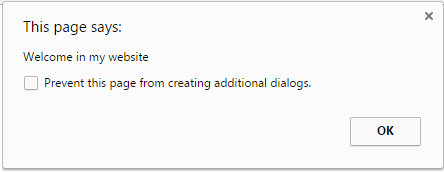 This page says:
Welcome in my website
Prevent this page from creating additional dialogs.
OK